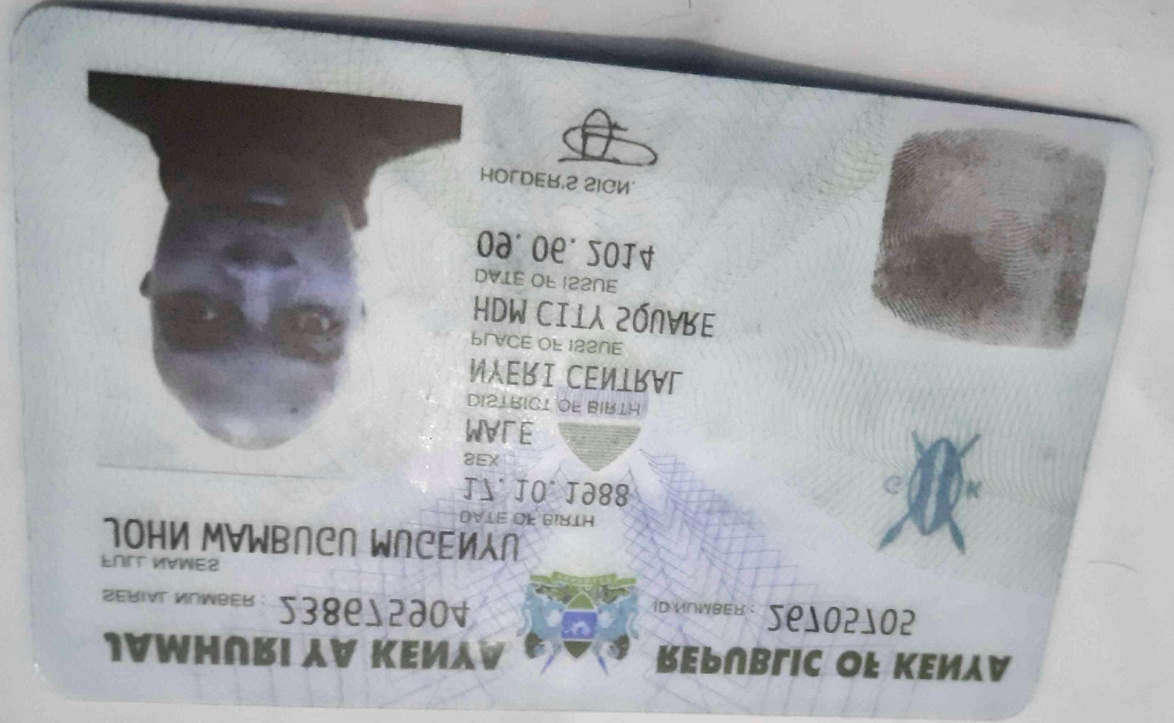 JAMHURI YA KENYA
REPUBLIC OF KENYA
SERIAL NUMBER: 238675904
ID NUMBER: 26705705
FULL NAMES
JOHN WAMBUGU MUGENYU
DATE OF BIRTH
17. 10. 1988
SEX
MALE
DISTRICT OF BIRTH
NYERI CENTRAL
PLACE OF ISSUE
HDW CITY SQUARE
DATE OF ISSUE
09. 06. 2014
HOLDER'S SIGN.
C K